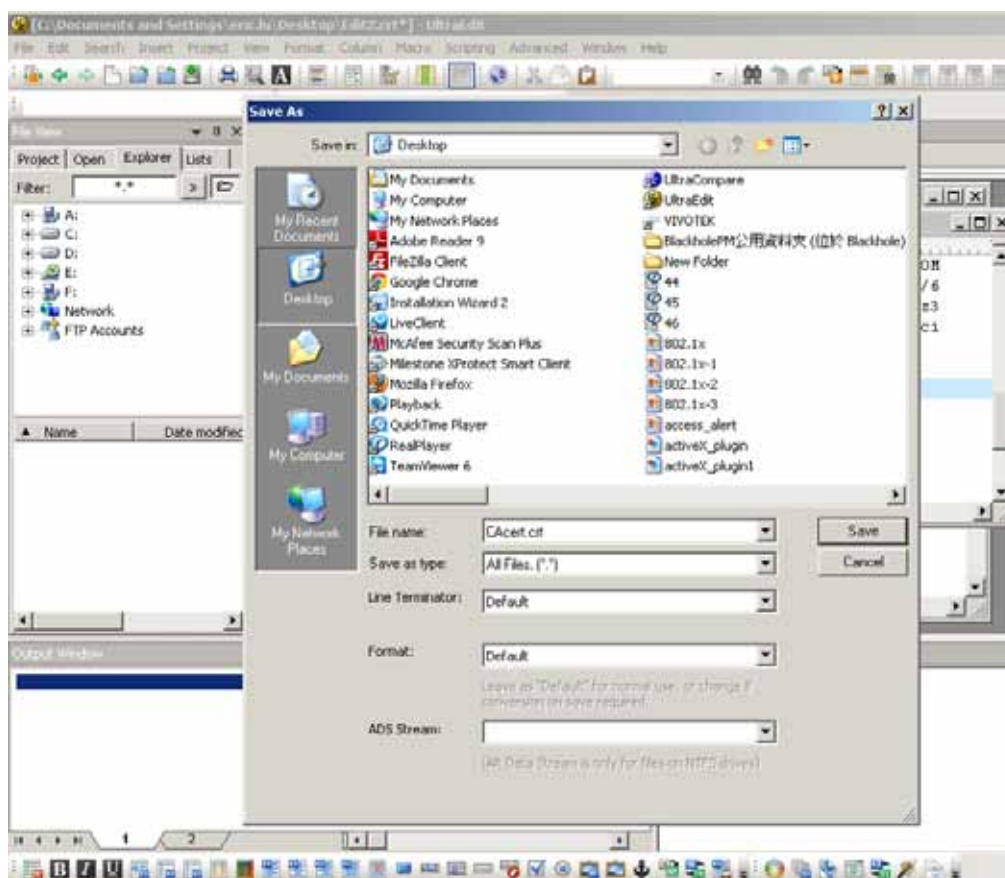 [C:\Documents and Settings\eric.lu\Desktop\Edit2.crt*] - UltraEdit
File Edit Search Insert Project View Format Column Macro Scripting Advanced Window Help
File View
Project Open Explorer Lists
Filter: *.*
A:
C:
D:
E:
F:
Network
FTP Accounts
Name Date modified
Output Window
1 2
Save As
Save in: Desktop
My Recent Documents
Desktop
My Documents
My Computer
My Network Places
My Documents
My Computer
My Network Places
Adobe Reader 9
FileZilla Client
Google Chrome
Installation Wizard 2
LiveClient
McAfee Security Scan Plus
Milestone XProtect Smart Client
Mozilla Firefox
Playback
QuickTime Player
RealPlayer
TeamViewer 6
UltraCompare
UltraEdit
VIVOTEK
BlackholePM公用資料夾 (位於 Blackhole)
New Folder
44
45
46
802.1x
802.1x-1
802.1x-2
802.1x-3
access_alert
activeX_plugin
activeX_plugin1
File name: CAcert.crt
Save
Save as type: All Files, (*.*)
Cancel
Line Terminator: Default
Format: Default
Leave as "Default" for normal use, or change if
conversion on save required.
ADS Stream:
(Alt Data Stream is only for files on NTFS drives)
OM
/6
z3
ci